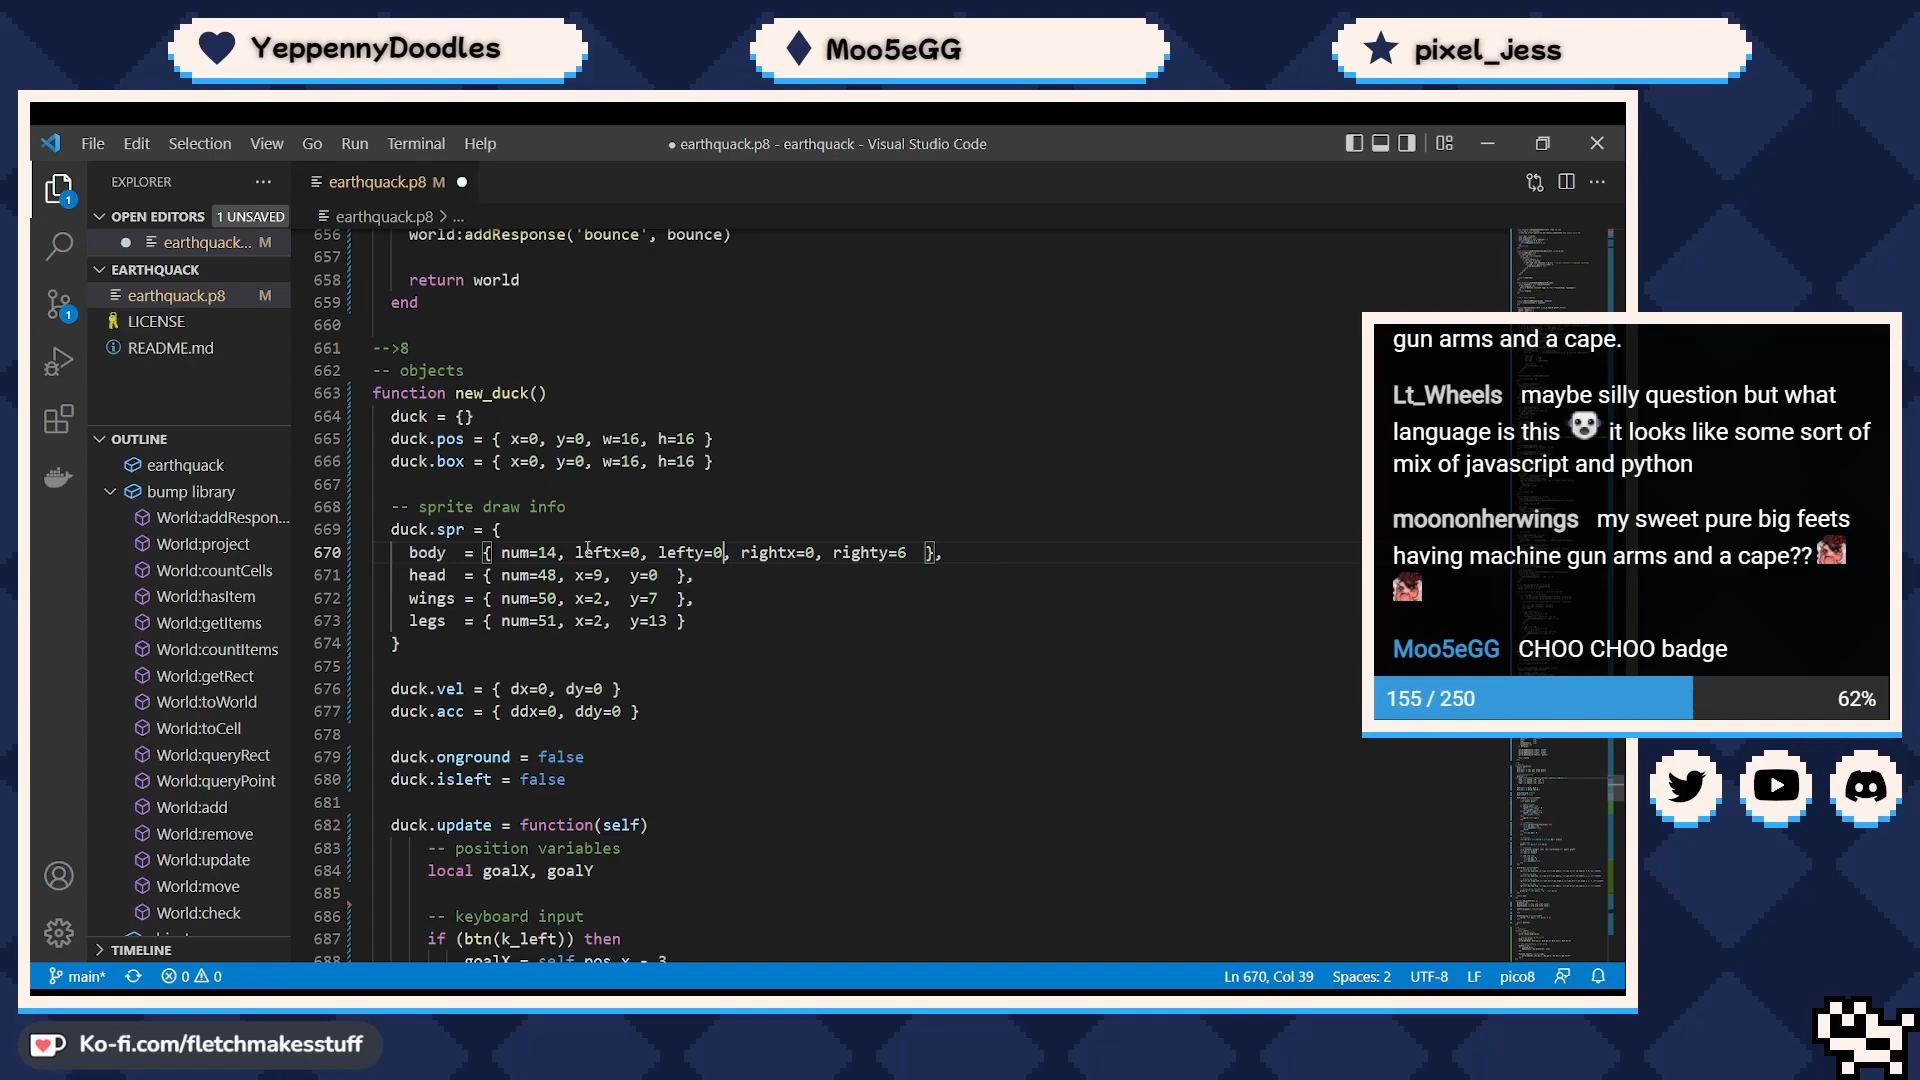 YeppennyDoodles
Moo5eGG
pixel_jess
File Edit Selection View Go Run Terminal Help
● earthquack.p8 - earthquack - Visual Studio Code
EXPLORER
OPEN EDITORS 1 UNSAVED
earthquack... M
EARTHQUACK
earthquack.p8 M
LICENSE
README.md
OUTLINE
earthquack
bump library
World:addRespon...
World:project
World:countCells
World:hasItem
World:getItems
World:countItems
World:getRect
World:toWorld
World:toCell
World:queryRect
World:queryPoint
World:add
World:remove
World:update
World:move
World:check
TIMELINE
earthquack.p8 M
earthquack.p8 > ...
656 world:addResponse('bounce', bounce)
657
658 return world
659 end
660
661 -->8
662 -- objects
663 function new_duck()
664 duck = {}
665 duck.pos = { x=0, y=0, w=16, h=16 }
666 duck.box = { x=0, y=0, w=16, h=16 }
667
668 -- sprite draw info
669 duck.spr = {
670 body = { num=14, leftx=0, lefty=0, rightx=0, righty=6 },
671 head = { num=48, x=9, y=0 },
672 wings = { num=50, x=2, y=7 },
673 legs = { num=51, x=2, y=13 }
674 }
675
676 duck.vel = { dx=0, dy=0 }
677 duck.acc = { ddx=0, ddy=0 }
678
679 duck.onground = false
680 duck.isleft = false
681
682 duck.update = function(self)
683 -- position variables
684 local goalX, goalY
685
686 -- keyboard input
687 if (btn(k_left)) then
688 goalX = self.pos.x - 3
main* 0 0
Ln 670, Col 39 Spaces: 2 UTF-8 LF pico8
gun arms and a cape.
Lt_Wheels maybe silly question but what
language is this it looks like some sort of
mix of javascript and python
moononherwings my sweet pure big feets
having machine gun arms and a cape??
Moo5eGG CHOO CHOO badge
155 / 250 62%
Ko-fi.com/fletchmakesstuff